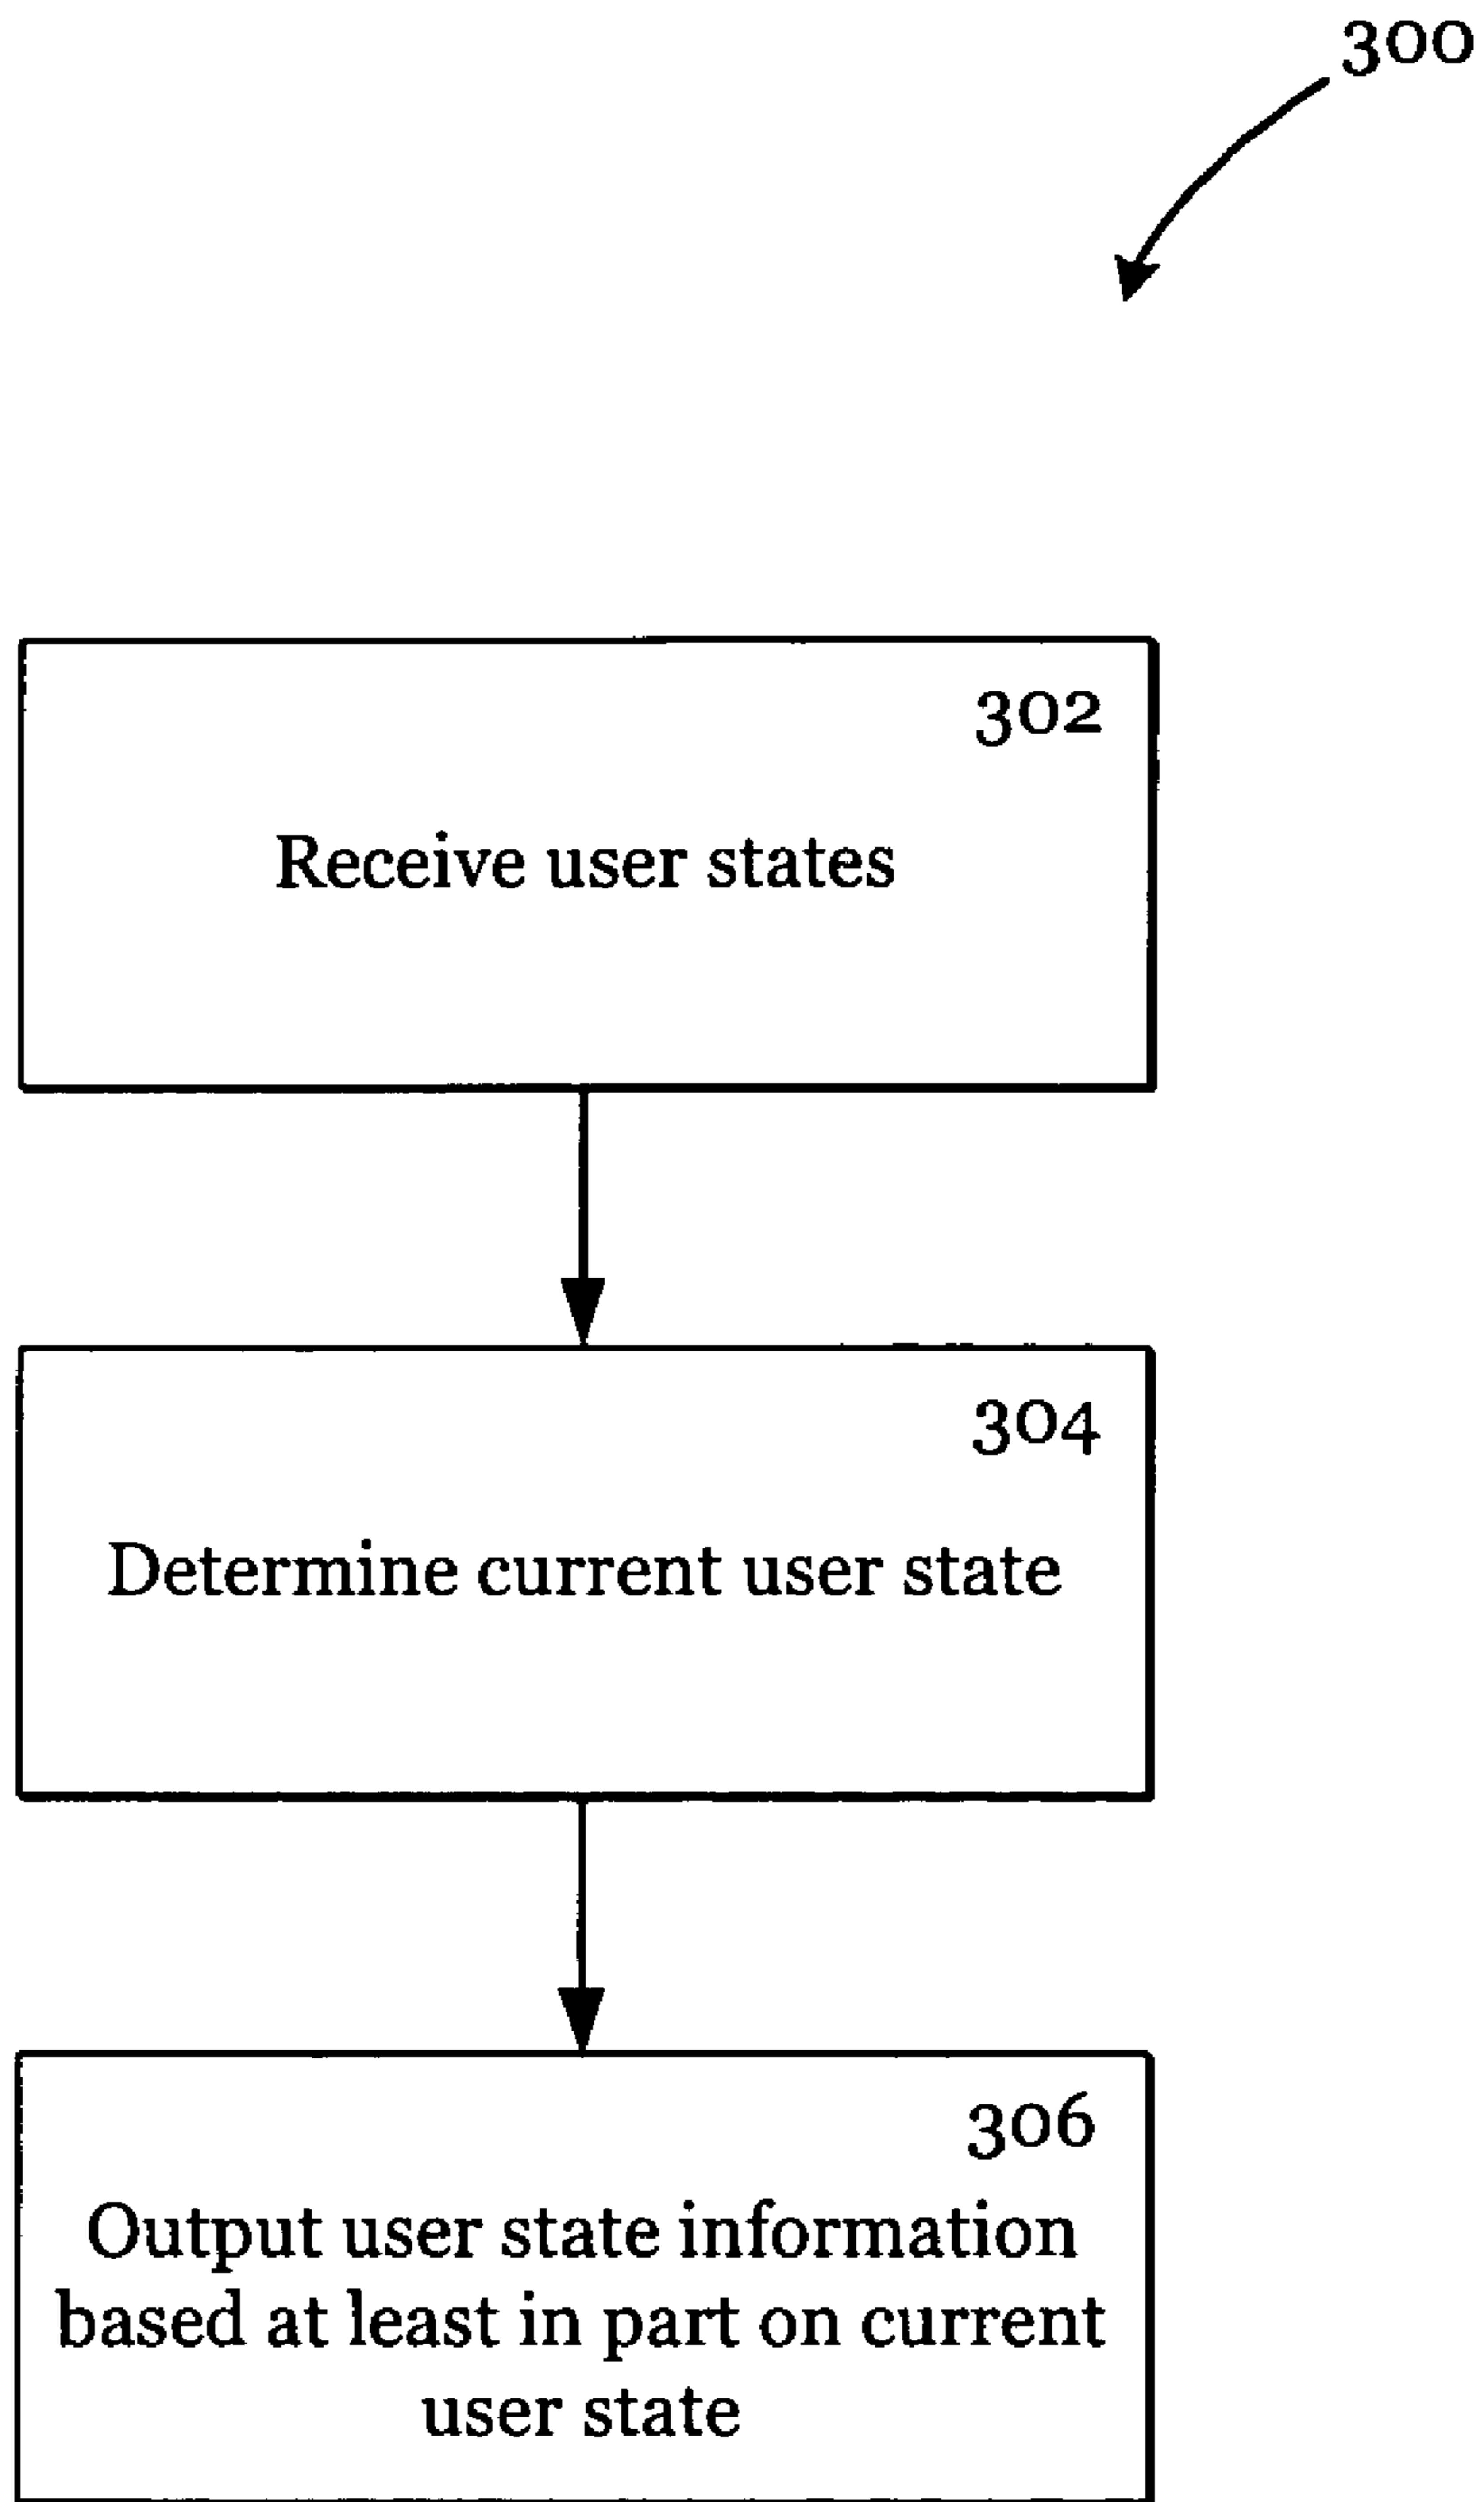 300
302
Receive user states
304
Determine current user state
306
Output user state information
based at least in part on current
user state